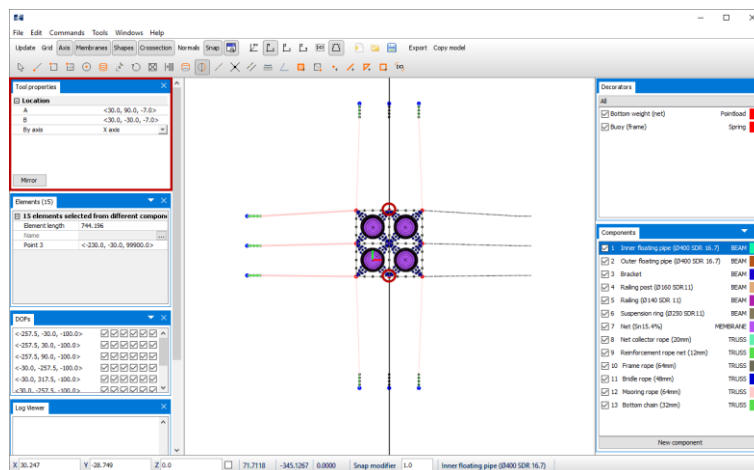 File Edit Commands Tools Windows Help
Update Grid Axis Membranes Shapes Crossection Normals Snap Export Copy model
Tool properties
Location
A <30.0, 90.0, -7.0>
B <30.0, -30.0, -7.0>
By axis X axis
Mirror
Elements (15)
15 elements selected from different compon
Element length 744.196
Name
Point 3 <-230.0, -30.0, 99900.0>
DOFs
<-257.5, -30.0, -100.0>
<-257.5, 30.0, -100.0>
<-257.5, 90.0, -100.0>
<-30.0, -257.5, -100.0>
<-30.0, 317.5, -100.0>
<30.0, -257.5, -100.0>
Log Viewer
Decorators
All
Bottom weight (net) Pointload
Buoy (frame) Spring
Components
1 Inner floating pipe (Ø400 SDR 16.7) BEAM
2 Outer floating pipe (Ø400 SDR 16.7) BEAM
3 Bracket BEAM
4 Railing post (Ø160 SDR11) BEAM
5 Railing (Ø140 SDR 11) BEAM
6 Suspension ring (Ø250 SDR11) BEAM
7 Net (Sn15.4%) MEMBRANE
8 Net collector rope (20mm) TRUSS
9 Reinforcement rope net (12mm) TRUSS
10 Frame rope (64mm) TRUSS
11 Bridle rope (48mm) TRUSS
12 Mooring rope (64mm) TRUSS
13 Bottom chain (32mm) TRUSS
New component
X 30.247 Y -28.749 Z 0.0 71.7118 -345.1267 0.0000 Snap modifier 1.0 Inner floating pipe (Ø400 SDR 16.7)